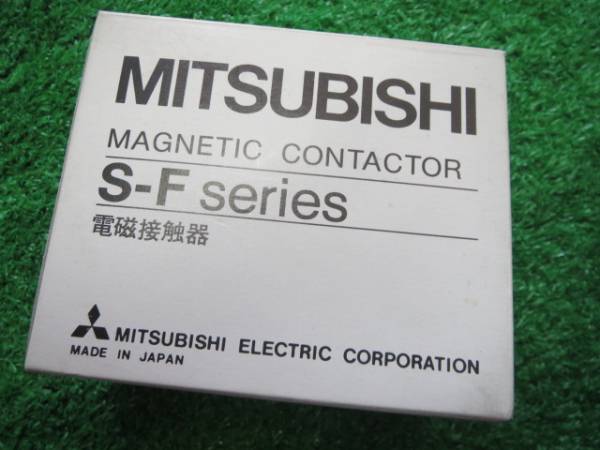 MITSUBISHI
MAGNETIC CONTACTOR
S-F series
電磁接触器
MITSUBISHI ELECTRIC CORPORATION
MADE IN JAPAN